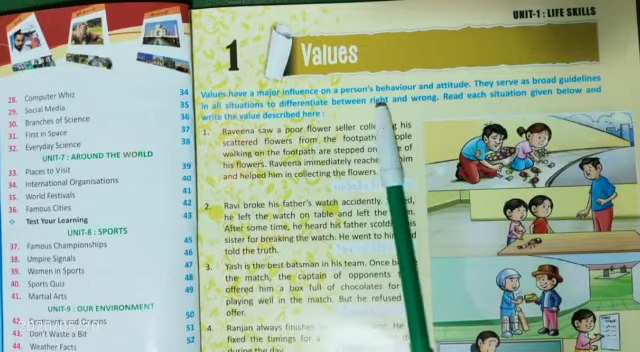 28. Computer Whiz 34
29. Social Media 35
30. Branches of Science 36
31. First in Space 37
32. Everyday Science 38
UNIT-7 : AROUND THE WORLD
33. Places to Visit 39
34. International Organisations 40
35. World Festivals 41
36. Famous Cities 42
Test Your Learning 43
UNIT-8 : SPORTS
37. Famous Championships 45
38. Umpire Signals 46
39. Women in Sports 47
40. Sports Quiz 48
41. Martial Arts 49
UNIT-9 : OUR ENVIRONMENT
42. 50
43. Don't Waste a Bit 51
44. Weather Facts 52
UNIT-1 : LIFE SKILLS
1 Values
Values have a major influence on a person's behaviour and attitude. They serve as broad guidelines
in all situations to differentiate between right and wrong. Read each situation given below and
write the value described here :
1. Raveena saw a poor flower seller his
scattered flowers from the footpath
walking on the footpath are stepped of
his flowers. Raveena immediately him
and helped him in collecting the flowers.
2. Ravi broke his father's watch accidently.
he left the watch on table and left the
After some time, he heard his father
sister for breaking the watch. He went to
told the truth.
3. Yash is the best batsman in his team. Once
the match, the captain of opponents
offered him a box full of chocolates for
playing well in the match. But he refused
offer.
4. Ranjan always finishes He
fixed the timings for
during the day.